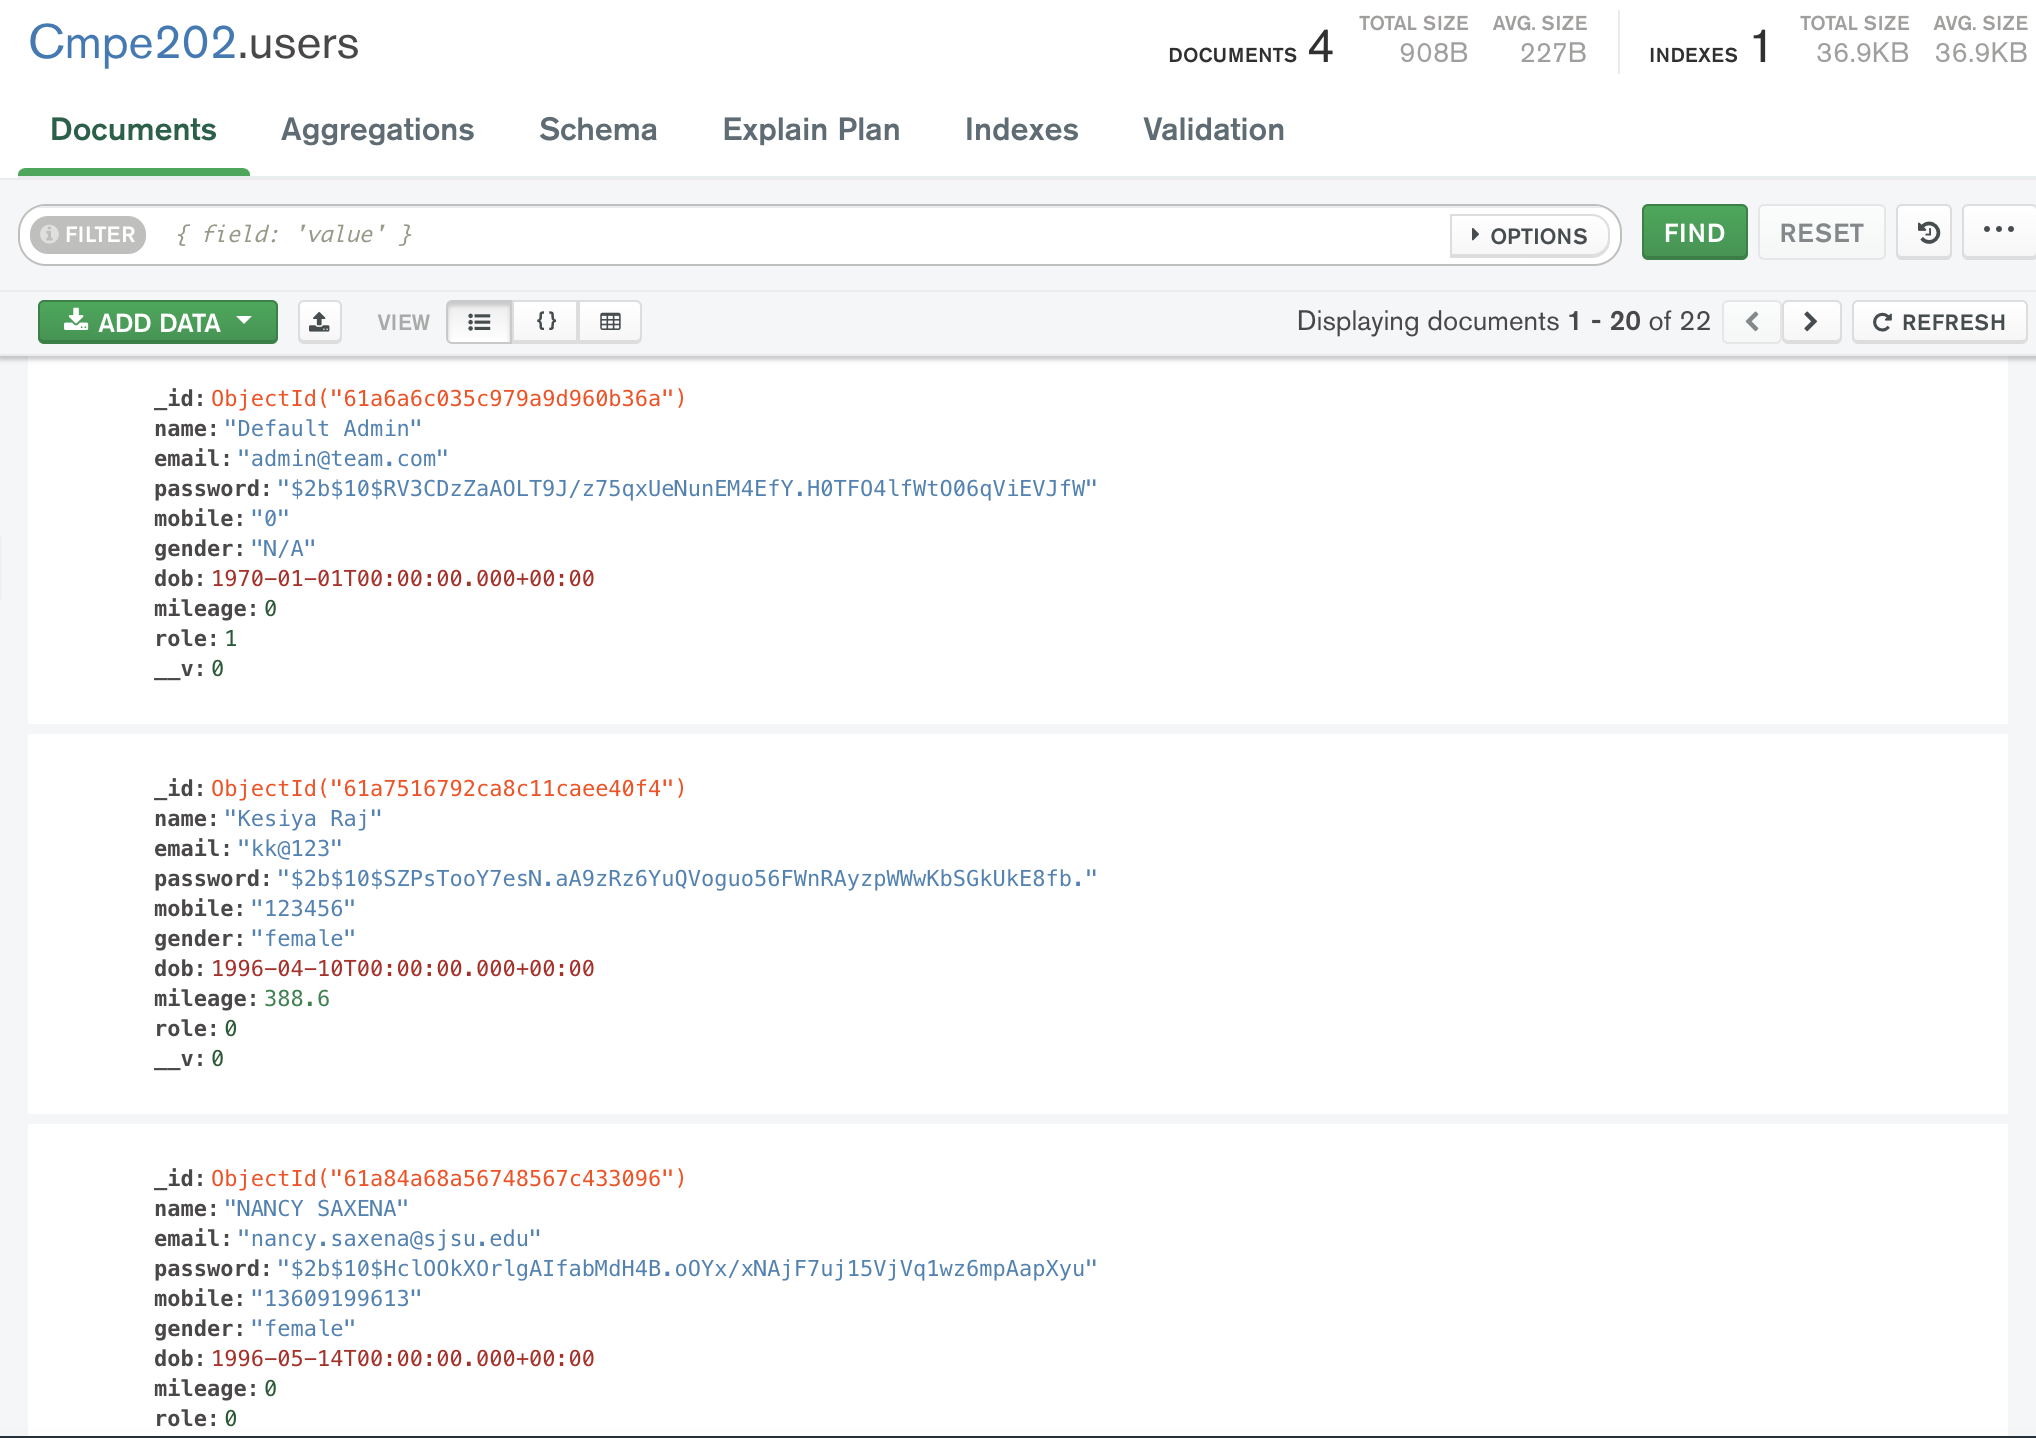 Cmpe202.users
DOCUMENTS 4 TOTAL SIZE 908B AVG. SIZE 227B INDEXES 1 TOTAL SIZE 36.9KB AVG. SIZE 36.9KB
Documents Aggregations Schema Explain Plan Indexes Validation
FILTER { field: 'value' } OPTIONS FIND RESET ...
ADD DATA VIEW {} Displaying documents 1 - 20 of 22 < > REFRESH
_id: ObjectId("61a6a6c035c979a9d960b36a")
name: "Default Admin"
email: "admin@team.com"
password: "$2b$10$RV3CDzZaAOLT9J/z75qxUeNunEM4EfY.H0TFO4lfWtO06qViEVJfW"
mobile: "0"
gender: "N/A"
dob: 1970-01-01T00:00:00.000+00:00
mileage: 0
role: 1
__v: 0
_id: ObjectId("61a7516792ca8c11caee40f4")
name: "Kesiya Raj"
email: "kk@123"
password: "$2b$10$SZPsTooY7esN.aA9zRz6YuQVoguo56FWnRAyzpWWwKbSGkUkE8fb."
mobile: "123456"
gender: "female"
dob: 1996-04-10T00:00:00.000+00:00
mileage: 388.6
role: 0
__v: 0
_id: ObjectId("61a84a68a56748567c433096")
name: "NANCY SAXENA"
email: "nancy.saxena@sjsu.edu"
password: "$2b$10$HclOOkXOrlgAIfabMdH4B.oOYx/xNAjF7uj15VjVq1wz6mpAapXyu"
mobile: "13609199613"
gender: "female"
dob: 1996-05-14T00:00:00.000+00:00
mileage: 0
role: 0